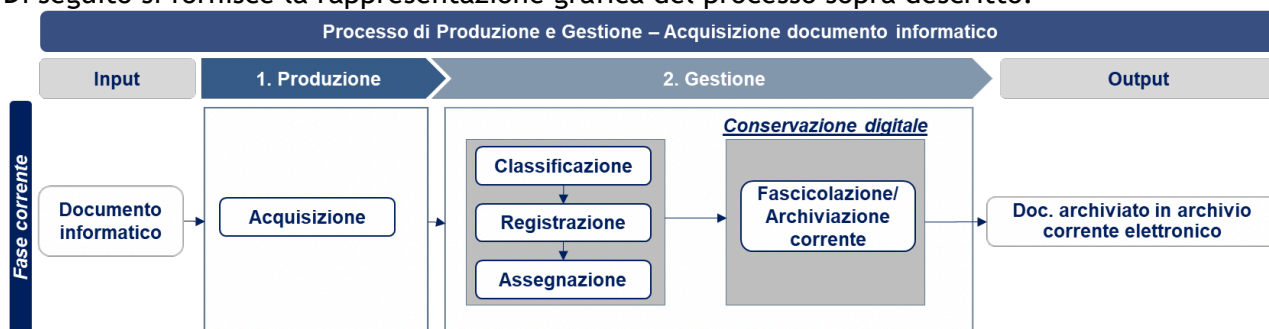 Di seguito si fornisce la rappresentazione grafica del processo sopra descritto.
Processo di Produzione e Gestione – Acquisizione documento informatico
Input
1. Produzione
2. Gestione
Output
Fase corrente
Documento
informatico
Acquisizione
Classificazione
Registrazione
Assegnazione
Conservazione digitale
Fascicolazione/
Archiviazione
corrente
Doc. archiviato in archivio
corrente elettronico